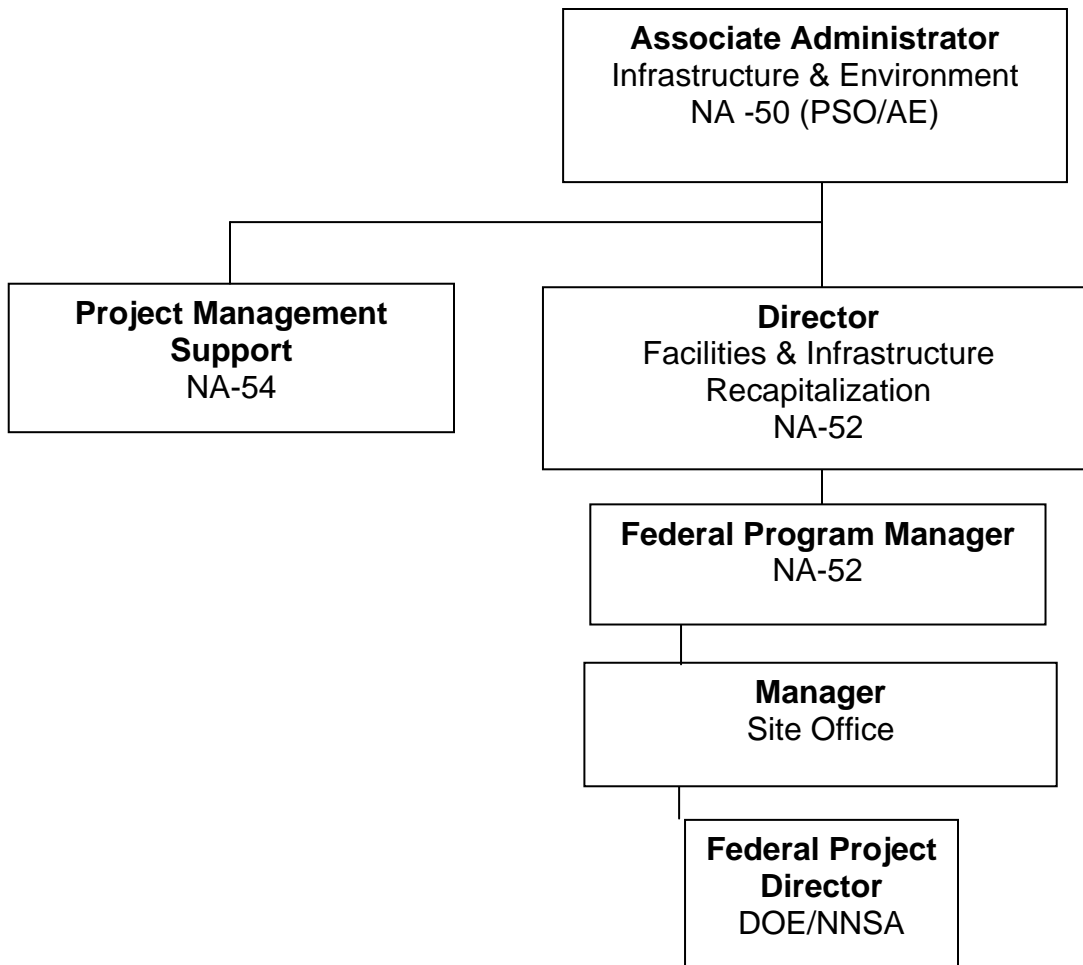 Associate Administrator
Infrastructure & Environment
NA -50 (PSO/AE)
Project Management
Support
NA-54
Director
Facilities & Infrastructure
Recapitalization
NA-52
Federal Program Manager
NA-52
Manager
Site Office
Federal Project
Director
DOE/NNSA